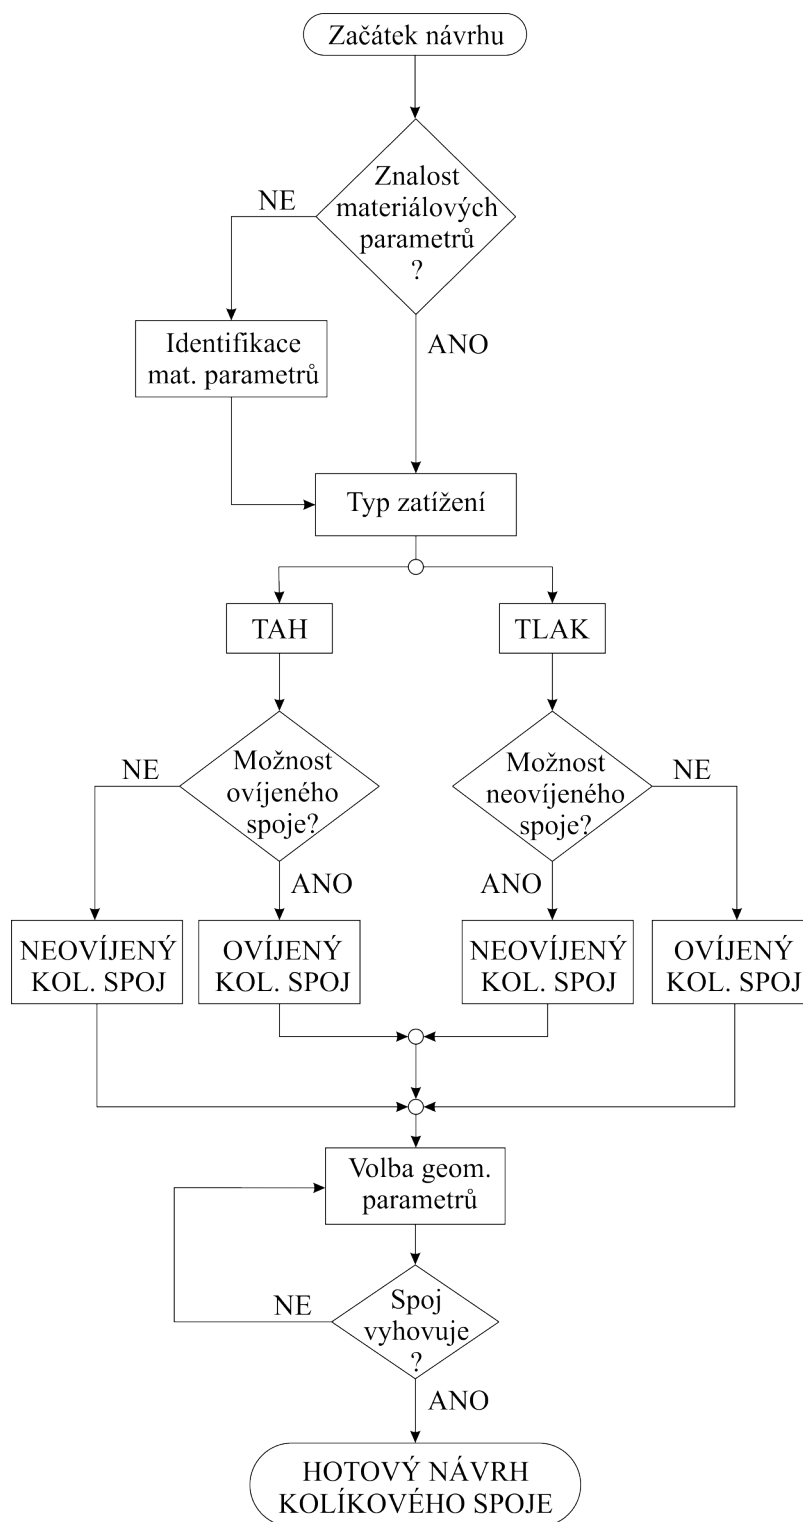 Začátek návrhu
Znalost
materiálových
parametrů
?
NE
ANO
Identifikace
mat. parametrů
Typ zatížení
TAH
TLAK
Možnost
ovíjeného
spoje?
NE
ANO
Možnost
neovíjeného
spoje?
ANO
NE
NEOVÍJENÝ
KOL. SPOJ
OVÍJENÝ
KOL. SPOJ
NEOVÍJENÝ
KOL. SPOJ
OVÍJENÝ
KOL. SPOJ
Volba geom.
parametrů
Spoj
vyhovuje
?
NE
ANO
HOTOVÝ NÁVRH
KOLÍKOVÉHO SPOJE